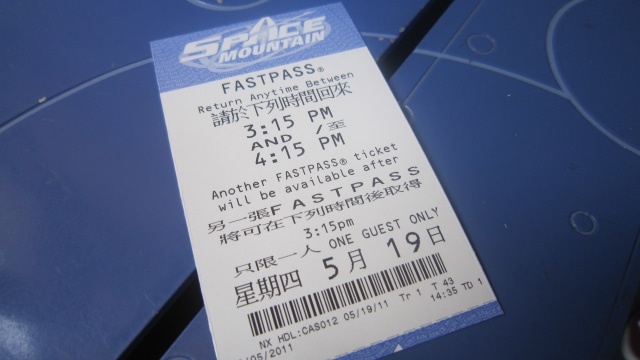 SPACE
MOUNTAIN
FASTPASS®
Return Anytime Between
請於下列時間回來
3:15 PM
AND /至
4:15 PM
Another FASTPASS® ticket
will be available after
另一張FASTPASS
將可在下列時間後取得
3:15pm
只限一人 ONE GUEST ONLY
星期四 5月 19日
NX HDL:CAS012 05/19/11 Tr 1 T 43
/05/2011 14:35 TD 1